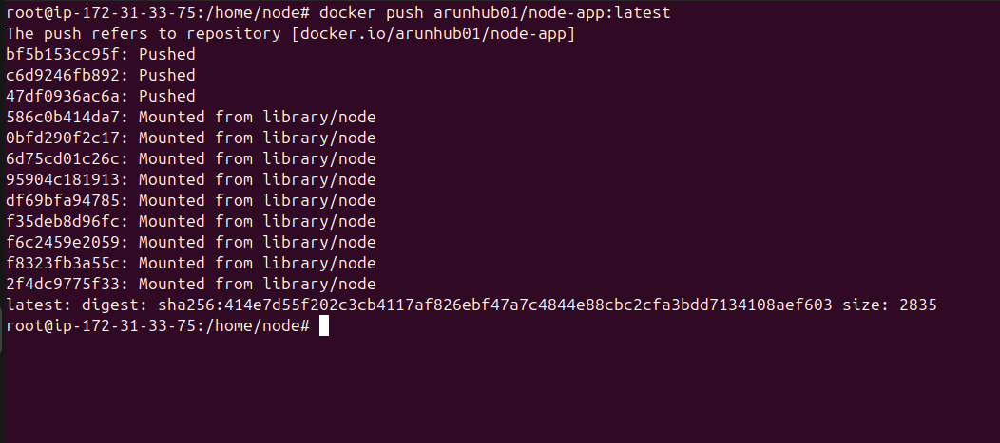 root@ip-172-31-33-75:/home/node# docker push arunhub01/node-app:latest
The push refers to repository [docker.io/arunhub01/node-app]
bf5b153cc95f: Pushed
c6d9246fb892: Pushed
47df0936ac6a: Pushed
586c0b414da7: Mounted from library/node
0bfd290f2c17: Mounted from library/node
6d75cd01c26c: Mounted from library/node
95904c181913: Mounted from library/node
df69bfa94785: Mounted from library/node
f35deb8d96fc: Mounted from library/node
f6c2459e2059: Mounted from library/node
f8323fb3a55c: Mounted from library/node
2f4dc9775f33: Mounted from library/node
latest: digest: sha256:414e7d55f202c3cb4117af826ebf47a7c4844e88cbc2cfa3bdd7134108aef603 size: 2835
root@ip-172-31-33-75:/home/node#